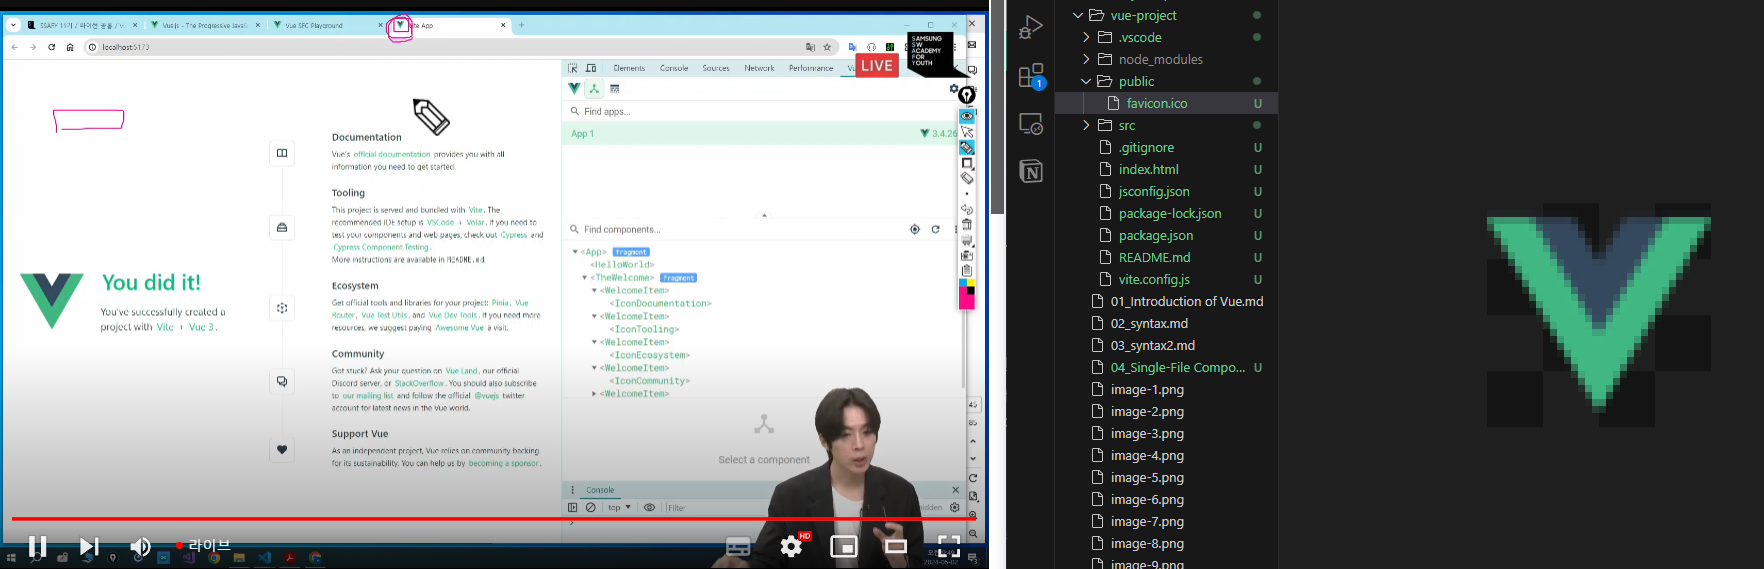 SSAFY 11기 / 파이썬 공통 / Vu
Vue.js - The Progressive JavaS
Vue SFC Playground
Vite App
localhost:5173
SAMSUNG
SW
ACADEMY
FOR
YOUTH
LIVE
Elements Console Sources Network Performance
Find apps...
App 1 3.4.26
Documentation
Vue's official documentation provides you with all
information you need to get started.
Tooling
This project is served and bundled with Vite. The
recommended IDE setup is VSCode + Volar. If you need to
test your components and web pages, check out Cypress and
Cypress Component Testing.
More instructions are available in README.md.
Ecosystem
Get official tools and libraries for your project: Pinia, Vue
Router, Vue Test Utils, and Vue Dev Tools. If you need more
resources, we suggest paying Awesome Vue a visit.
Community
Got stuck? Ask your question on Vue Land, our official
Discord server, or StackOverflow. You should also subscribe
to our mailing list and follow the official @vuejs twitter
account for latest news in the Vue world.
Support Vue
As an independent project, Vue relies on community backing
for its sustainability. You can help us by becoming a sponsor.
You did it!
You've successfully created a
project with Vite + Vue 3.
Find components...
<App> fragment
<HelloWorld>
<TheWelcome> fragment
<WelcomeItem>
<IconDocumentation>
<WelcomeItem>
<IconTooling>
<WelcomeItem>
<IconEcosystem>
<WelcomeItem>
<IconCommunity>
<WelcomeItem>
Select a component
Console
top Filter hidden
라이브
HD
2024-05-02
vue-project
.vscode
node_modules
public
favicon.ico U
src
.gitignore U
index.html U
jsconfig.json U
package-lock.json U
package.json U
README.md U
vite.config.js U
01_Introduction of Vue.md
02_syntax.md
03_syntax2.md
04_Single-File Compo... U
image-1.png
image-2.png
image-3.png
image-4.png
image-5.png
image-6.png
image-7.png
image-8.png
image-9.png
1